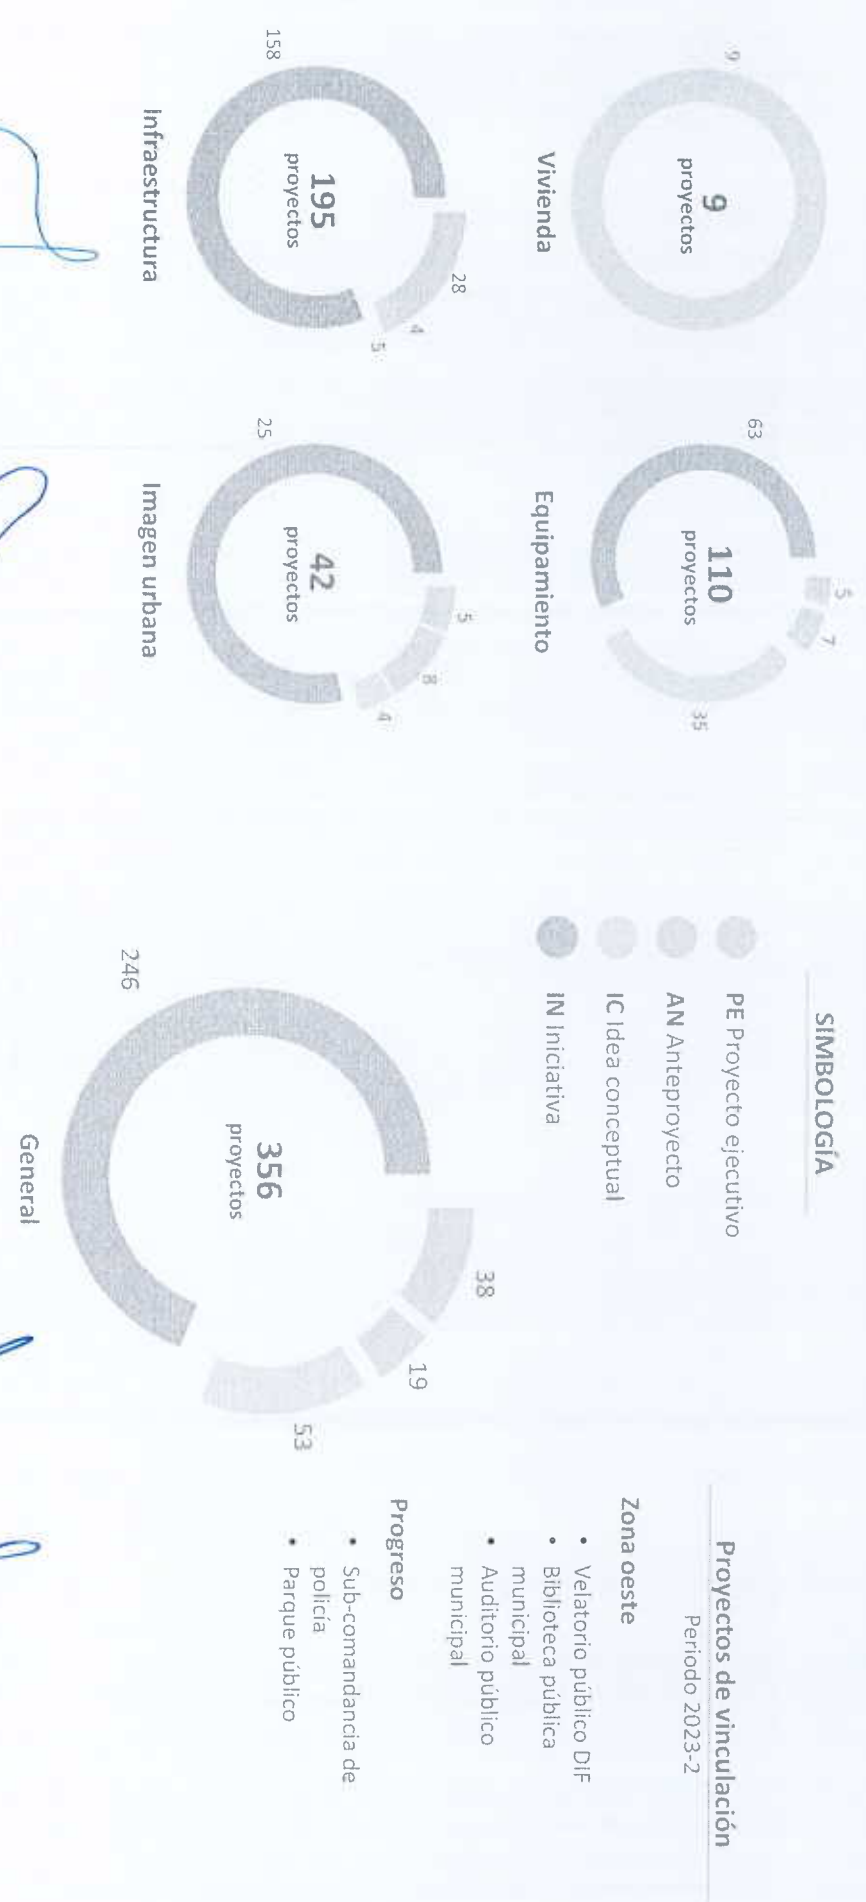 9
9
proyectos
Vivienda
63
5
7
35
110
proyectos
Equipamiento
158
28
4
5
195
proyectos
Infraestructura
25
5
8
4
42
proyectos
Imagen urbana
SIMBOLOGÍA
PE Proyecto ejecutivo
AN Anteproyecto
IC Idea conceptual
IN Iniciativa
246
38
19
53
356
proyectos
General
Proyectos de vinculación
Periodo 2023-2
Zona oeste
• Velatorio público DIF
• Biblioteca pública
municipal
• Auditorio público
municipal
Progreso
• Sub-comandancia de
policía
• Parque público